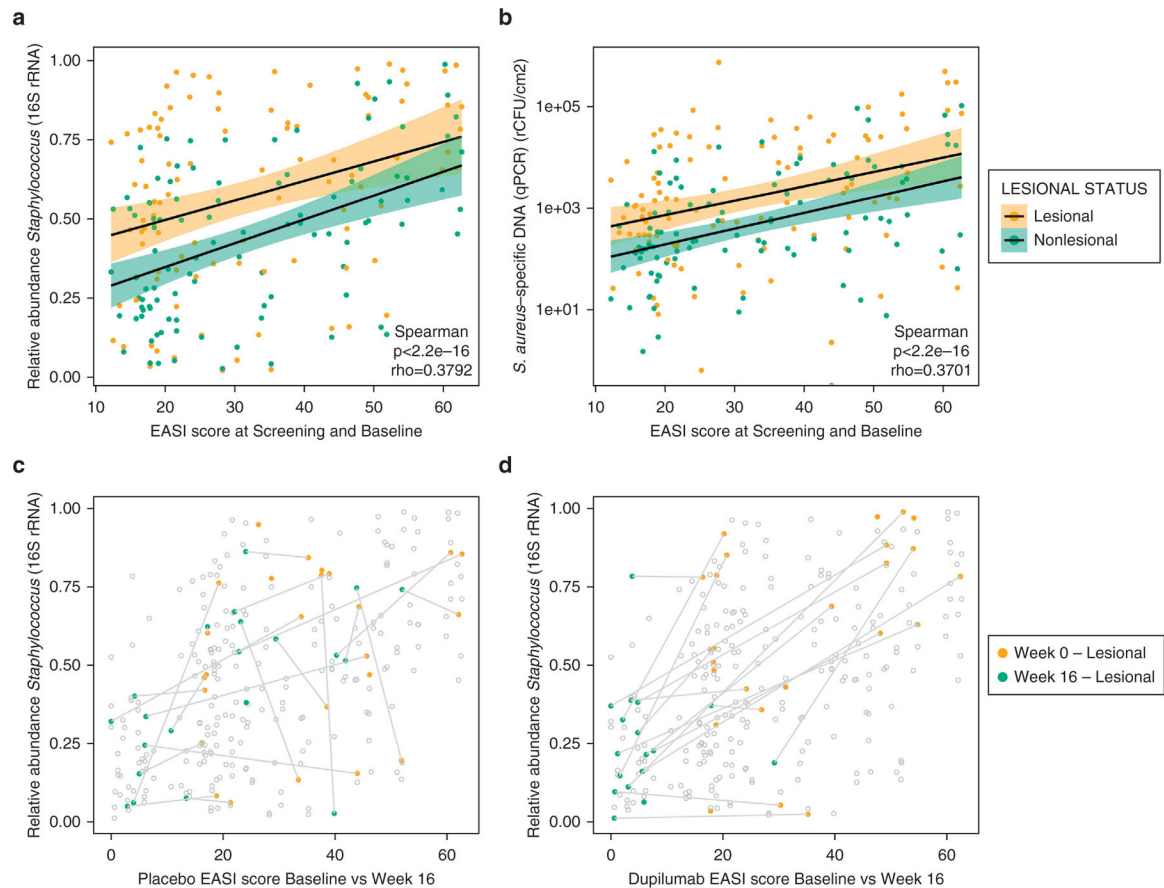 a
Relative abundance Staphylococcus (16S rRNA)
1.00
0.75
0.50
0.25
0.00
10 20 30 40 50 60
EASI score at Screening and Baseline
Spearman
p<2.2e−16
rho=0.3792
b
S. aureus–specific DNA (qPCR) (rCFU/cm2)
1e+05
1e+03
1e+01
10 20 30 40 50 60
EASI score at Screening and Baseline
Spearman
p<2.2e−16
rho=0.3701
LESIONAL STATUS
Lesional
Nonlesional
c
Relative abundance Staphylococcus (16S rRNA)
1.00
0.75
0.50
0.25
0.00
0 20 40 60
Placebo EASI score Baseline vs Week 16
d
Relative abundance Staphylococcus (16S rRNA)
1.00
0.75
0.50
0.25
0.00
0 20 40 60
Dupilumab EASI score Baseline vs Week 16
Week 0 – Lesional
Week 16 – Lesional